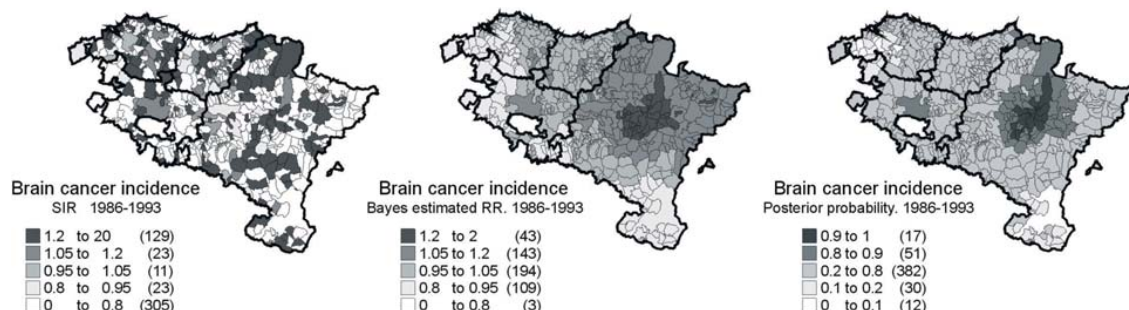 Brain cancer incidence
SIR 1986-1993
1.2 to 20 (129)
1.05 to 1.2 (23)
0.95 to 1.05 (11)
0.8 to 0.95 (23)
0 to 0.8 (305)
Brain cancer incidence
Bayes estimated RR. 1986-1993
1.2 to 2 (43)
1.05 to 1.2 (143)
0.95 to 1.05 (194)
0.8 to 0.95 (109)
0 to 0.8 (3)
Brain cancer incidence
Posterior probability. 1986-1993
0.9 to 1 (17)
0.8 to 0.9 (51)
0.2 to 0.8 (382)
0.1 to 0.2 (30)
0 to 0.1 (12)